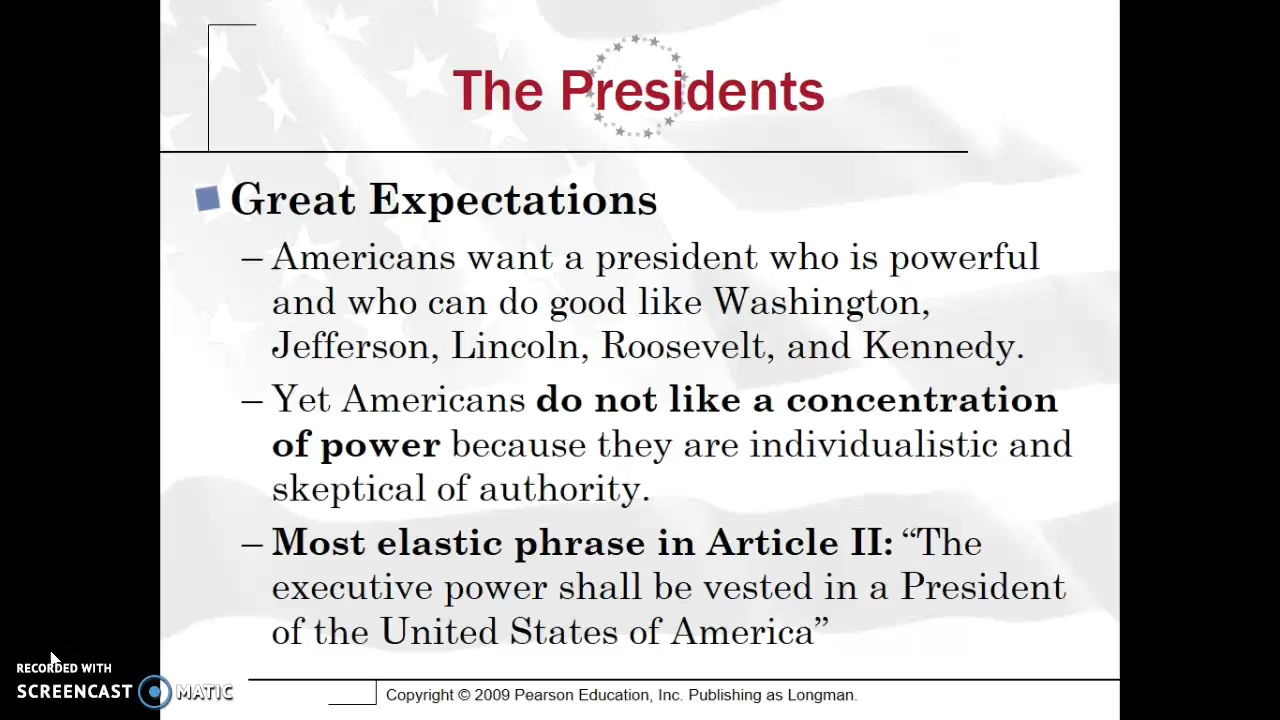 The Presidents
Great Expectations
– Americans want a president who is powerful
and who can do good like Washington,
Jefferson, Lincoln, Roosevelt, and Kennedy.
– Yet Americans do not like a concentration
of power because they are individualistic and
skeptical of authority.
– Most elastic phrase in Article II: “The
executive power shall be vested in a President
of the United States of America”
RECORDED WITH
SCREENCAST MATIC
Copyright © 2009 Pearson Education, Inc. Publishing as Longman.